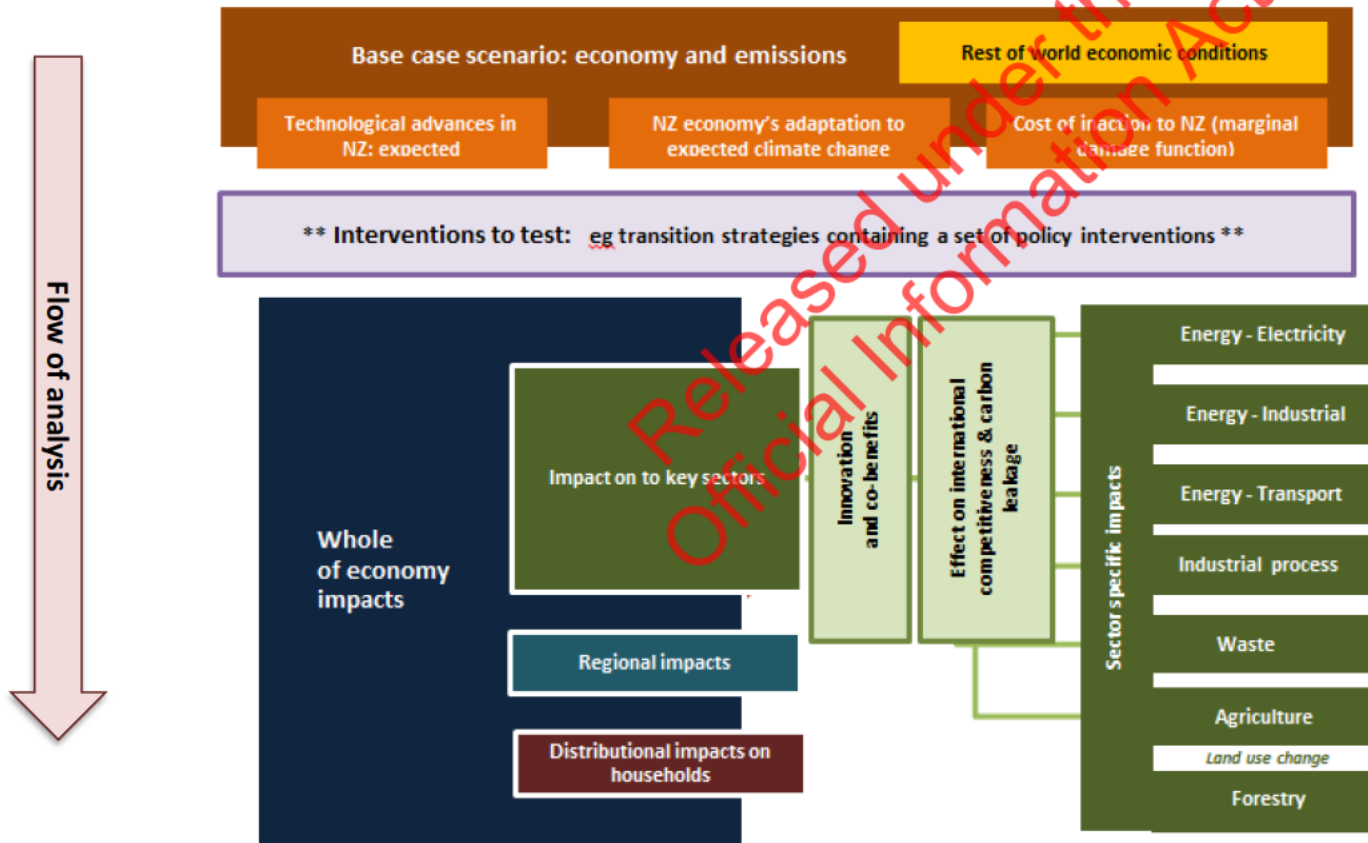 Base case scenario: economy and emissions
Rest of world economic conditions
Technological advances in
NZ: expected
NZ economy's adaptation to
expected climate change
Cost of inaction to NZ (marginal
damage function)
** Interventions to test: eg transition strategies containing a set of policy interventions **
Flow of analysis
Whole
of economy
impacts
Impact on to key sectors
Regional impacts
Distributional impacts on
households
Innovation
and co-benefits
Effect on international
competitiveness & carbon
leakage
Sector specific impacts
Energy - Electricity
Energy - Industrial
Energy - Transport
Industrial process
Waste
Agriculture
Land use change
Forestry
Released under the
Official Information Act